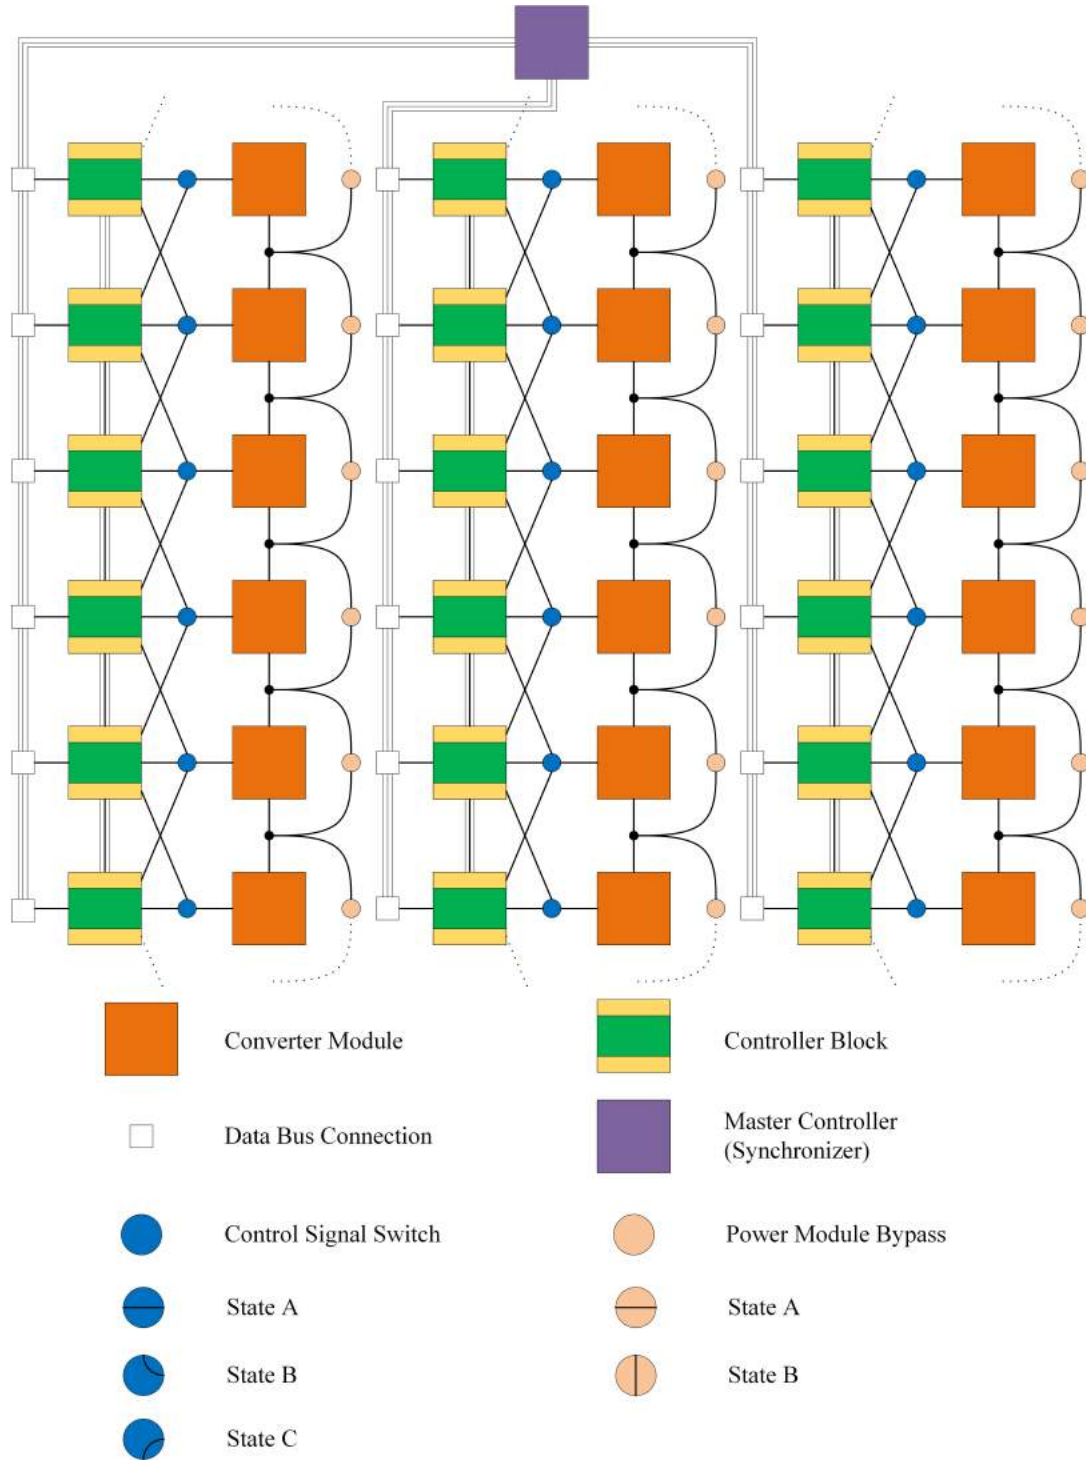 Converter Module
Controller Block
Data Bus Connection
Master Controller
(Synchronizer)
Control Signal Switch
Power Module Bypass
State A
State A
State B
State B
State C